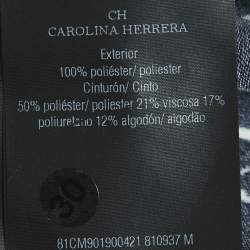 CH
CAROLINA HERRERA
Exterior
100% poliéster/ poliester
Cinturón/ Cinto
50% poliéster/ poliester 21% viscosa 17%
poliuretano 12% algodón/ algodão
30
81CM901900421 810937 M